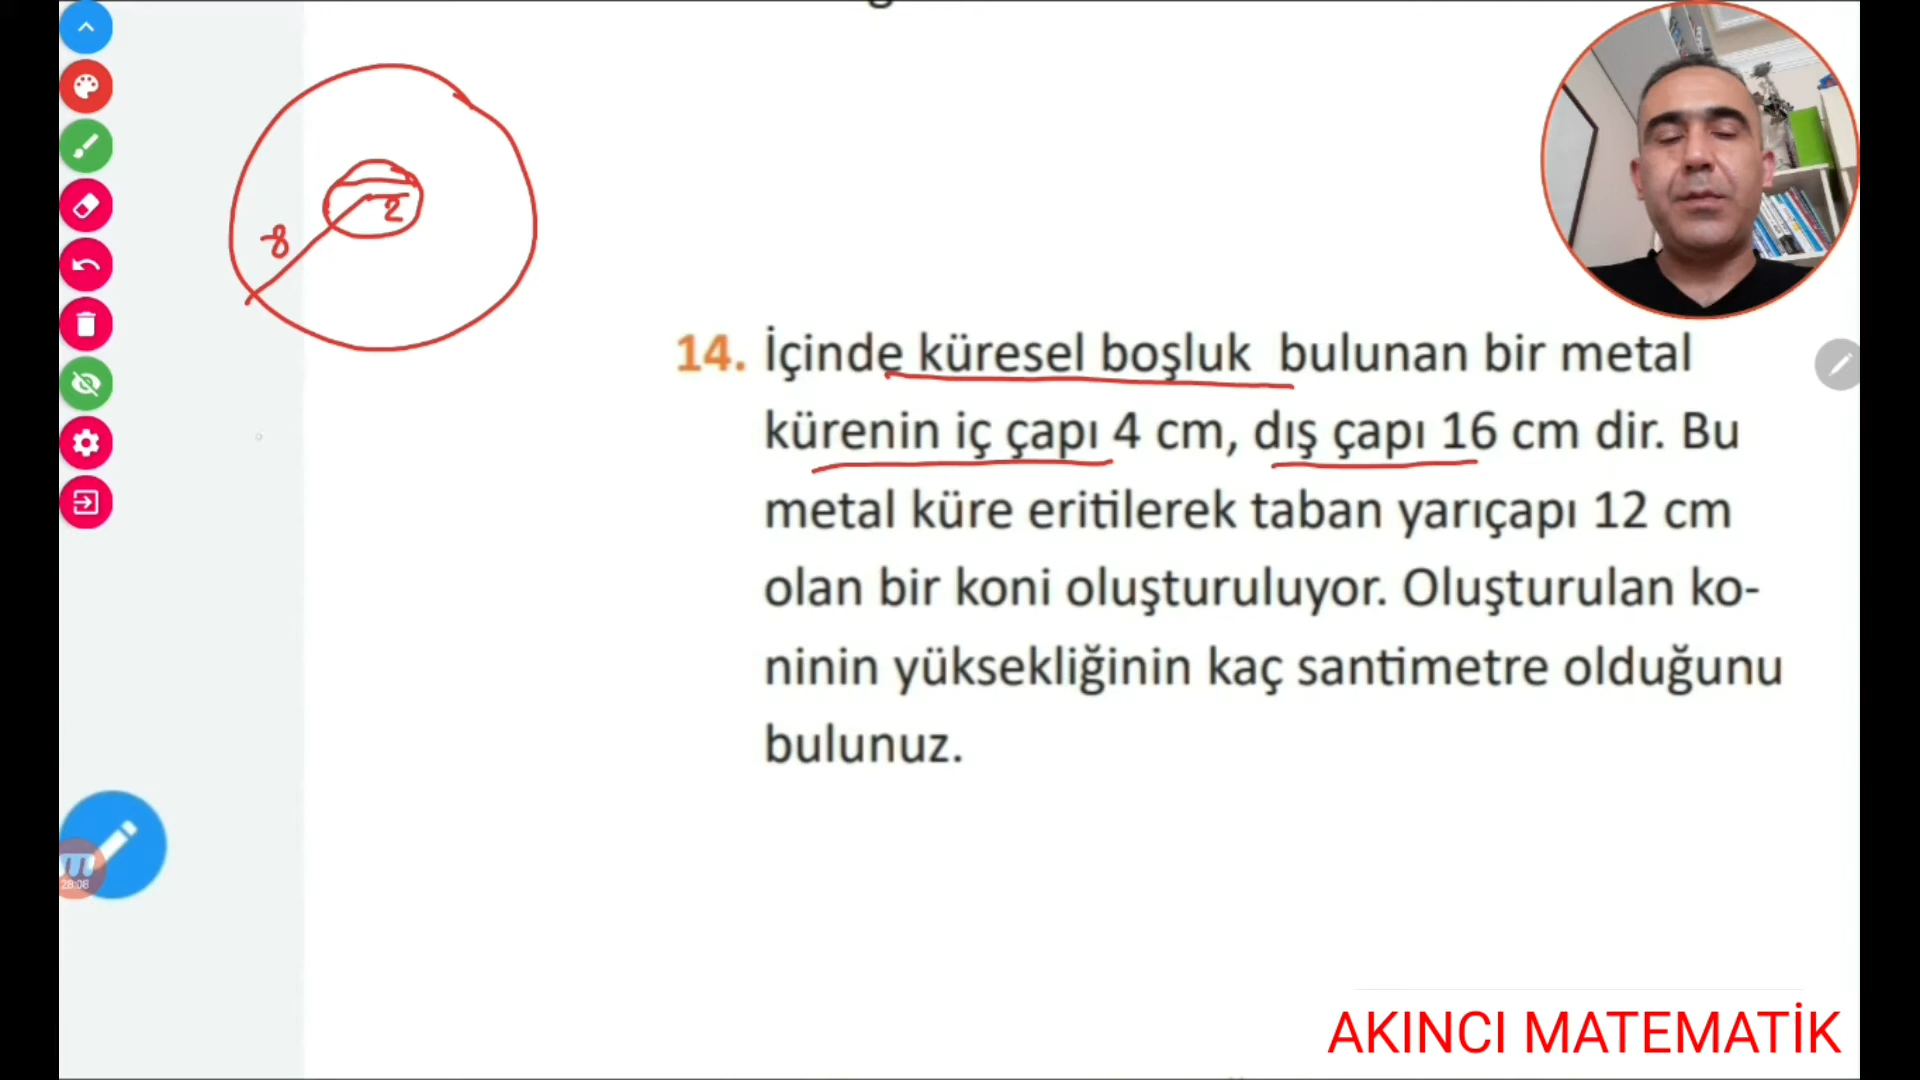 8
2
14. İçinde küresel boşluk bulunan bir metal
kürenin iç çapı 4 cm, dış çapı 16 cm dir. Bu
metal küre eritilerek taban yarıçapı 12 cm
olan bir koni oluşturuluyor. Oluşturulan ko-
ninin yüksekliğinin kaç santimetre olduğunu
bulunuz.
28:08
AKINCI MATEMATİK